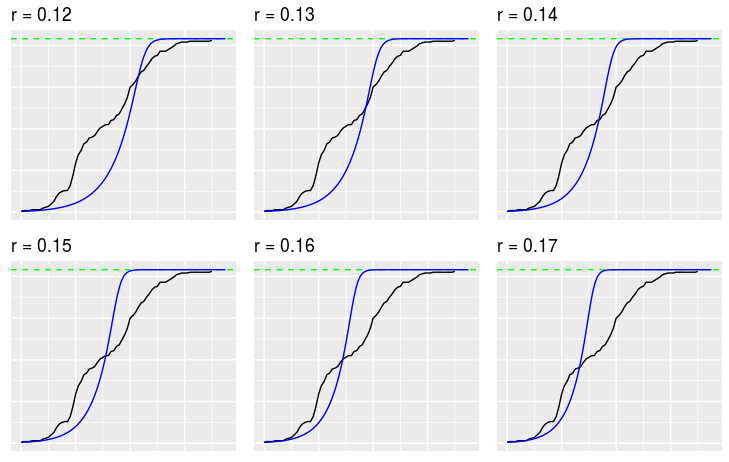 r = 0.12
r = 0.13
r = 0.14
r = 0.15
r = 0.16
r = 0.17